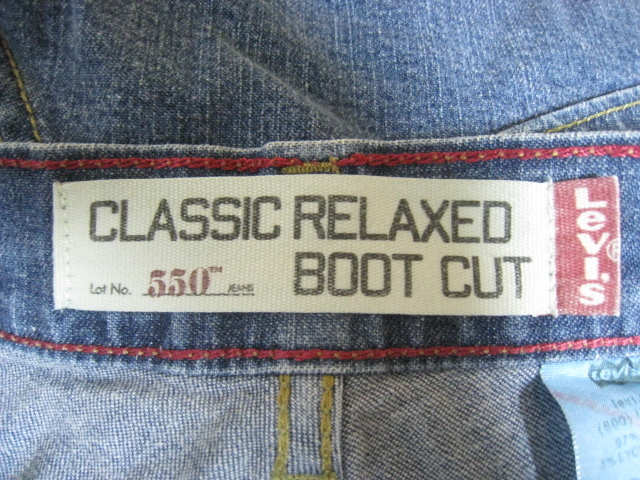 CLASSIC RELAXED
Lot No. 550™ JEANS BOOT CUT
Levi's®